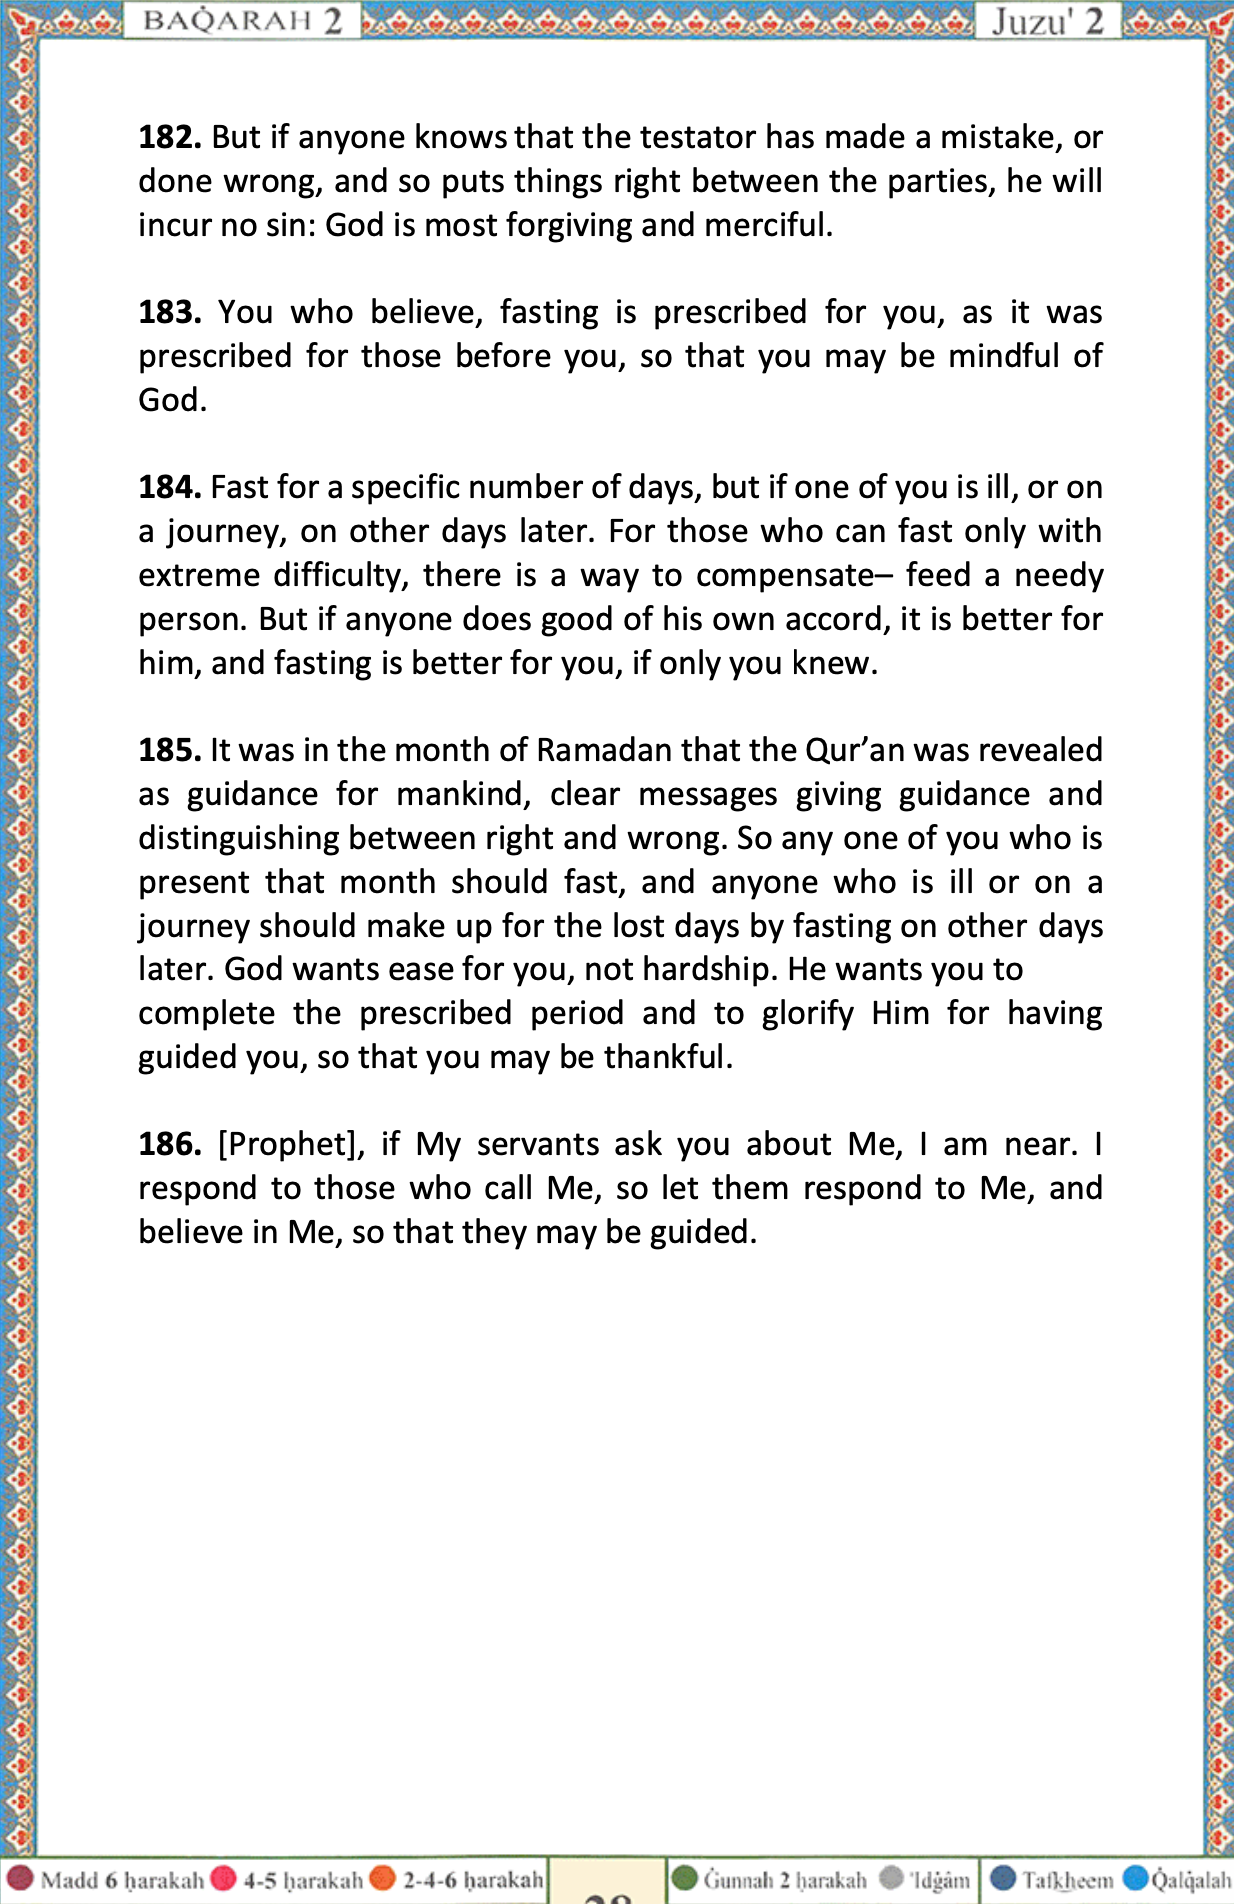 BAQ̇ARAH 2
Juzu' 2
182. But if anyone knows that the testator has made a mistake, or
done wrong, and so puts things right between the parties, he will
incur no sin: God is most forgiving and merciful.
183. You who believe, fasting is prescribed for you, as it was
prescribed for those before you, so that you may be mindful of
God.
184. Fast for a specific number of days, but if one of you is ill, or on
a journey, on other days later. For those who can fast only with
extreme difficulty, there is a way to compensate– feed a needy
person. But if anyone does good of his own accord, it is better for
him, and fasting is better for you, if only you knew.
185. It was in the month of Ramadan that the Qur’an was revealed
as guidance for mankind, clear messages giving guidance and
distinguishing between right and wrong. So any one of you who is
present that month should fast, and anyone who is ill or on a
journey should make up for the lost days by fasting on other days
later. God wants ease for you, not hardship. He wants you to
complete the prescribed period and to glorify Him for having
guided you, so that you may be thankful.
186. [Prophet], if My servants ask you about Me, I am near. I
respond to those who call Me, so let them respond to Me, and
believe in Me, so that they may be guided.
Madd 6 ḥarakah 4-5 ḥarakah 2-4-6 ḥarakah Ġunnah 2 ḥarakah 'Idġâm Tafk͟heem Q̇alq̇alah